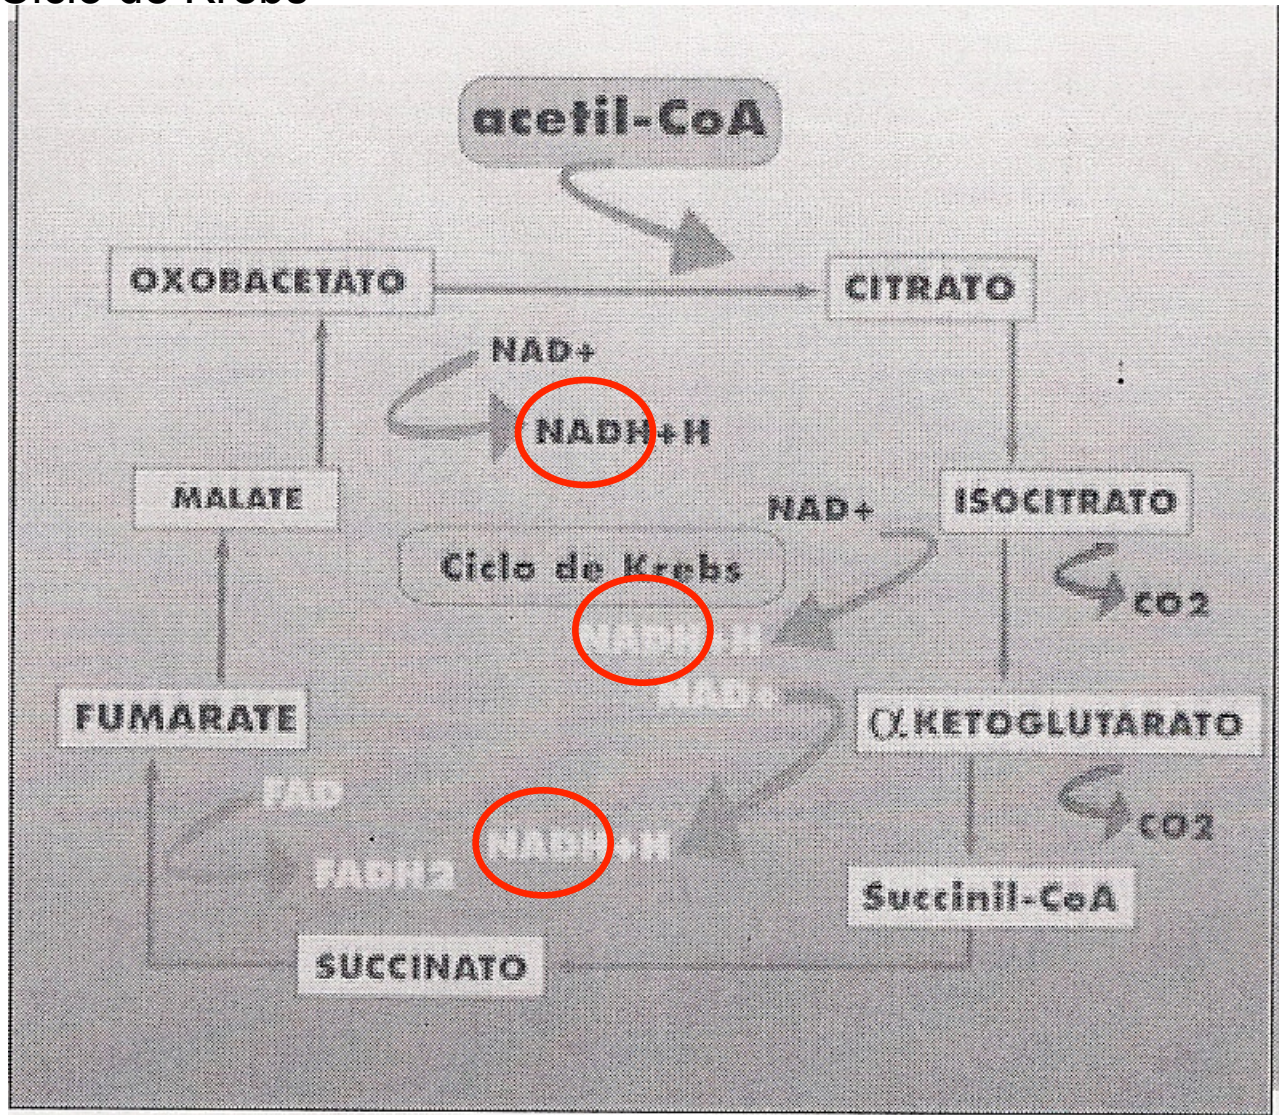 Ciclo de Krebs
acetil-CoA
OXOBACETATO
CITRATO
NAD+
NADH+H
MALATE
NAD+
ISOCITRATO
Ciclo de Krebs
CO2
NADH+H
NAD+
FUMARATE
α KETOGLUTARATO
FAD
CO2
NADH+H
FADH2
Succinil-CoA
SUCCINATO